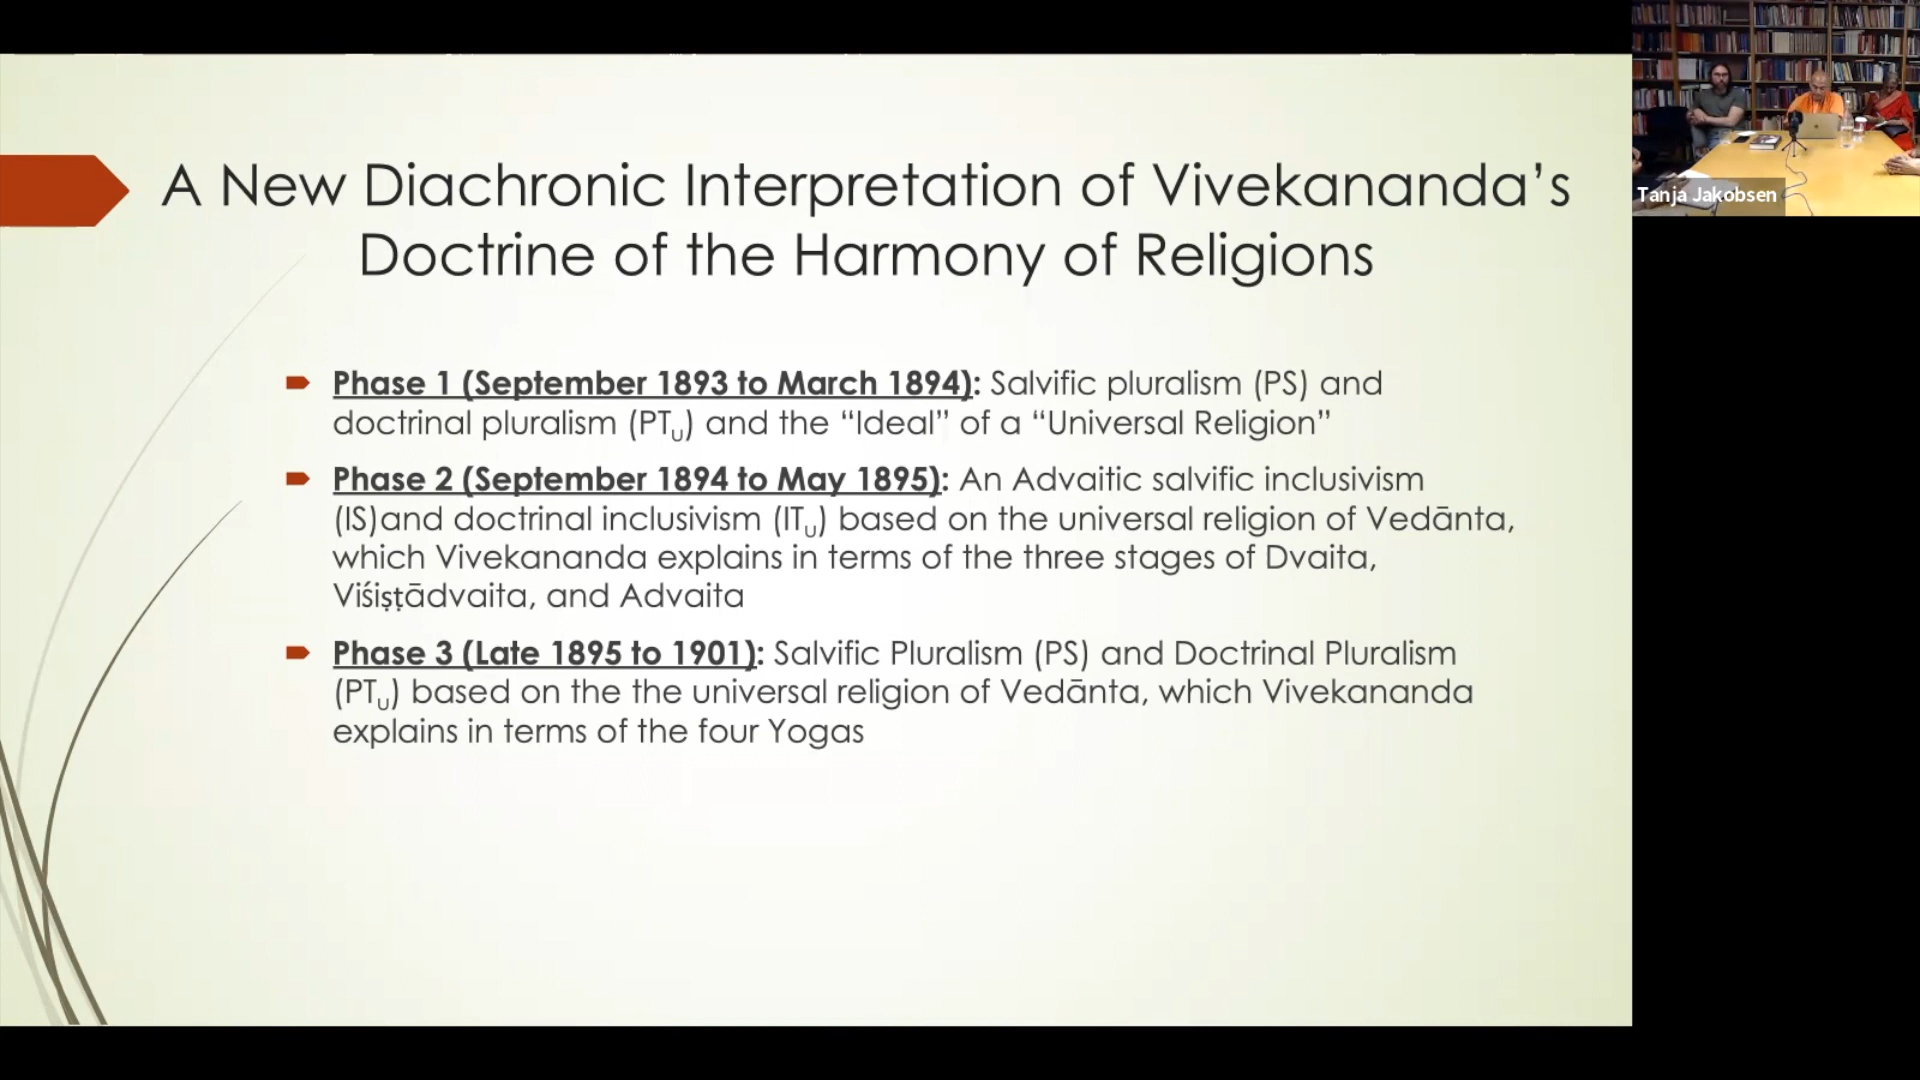 A New Diachronic Interpretation of Vivekananda’s
Doctrine of the Harmony of Religions
Phase 1 (September 1893 to March 1894): Salvific pluralism (PS) and
doctrinal pluralism (PTU) and the “Ideal” of a “Universal Religion”
Phase 2 (September 1894 to May 1895): An Advaitic salvific inclusivism
(IS)and doctrinal inclusivism (ITU) based on the universal religion of Vedānta,
which Vivekananda explains in terms of the three stages of Dvaita,
Viśiṣṭādvaita, and Advaita
Phase 3 (Late 1895 to 1901): Salvific Pluralism (PS) and Doctrinal Pluralism
(PTU) based on the the universal religion of Vedānta, which Vivekananda
explains in terms of the four Yogas
Tanja Jakobsen